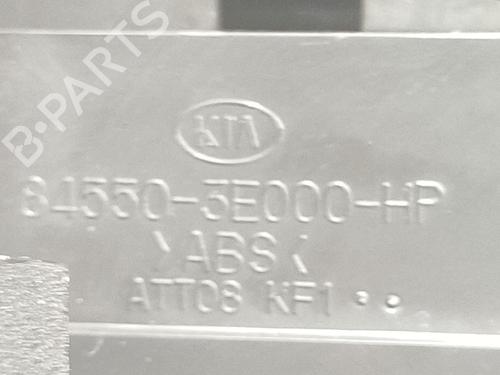 B-PARTS
KIA
84550-3E000-HP
>ABS<
ATT08 KF1